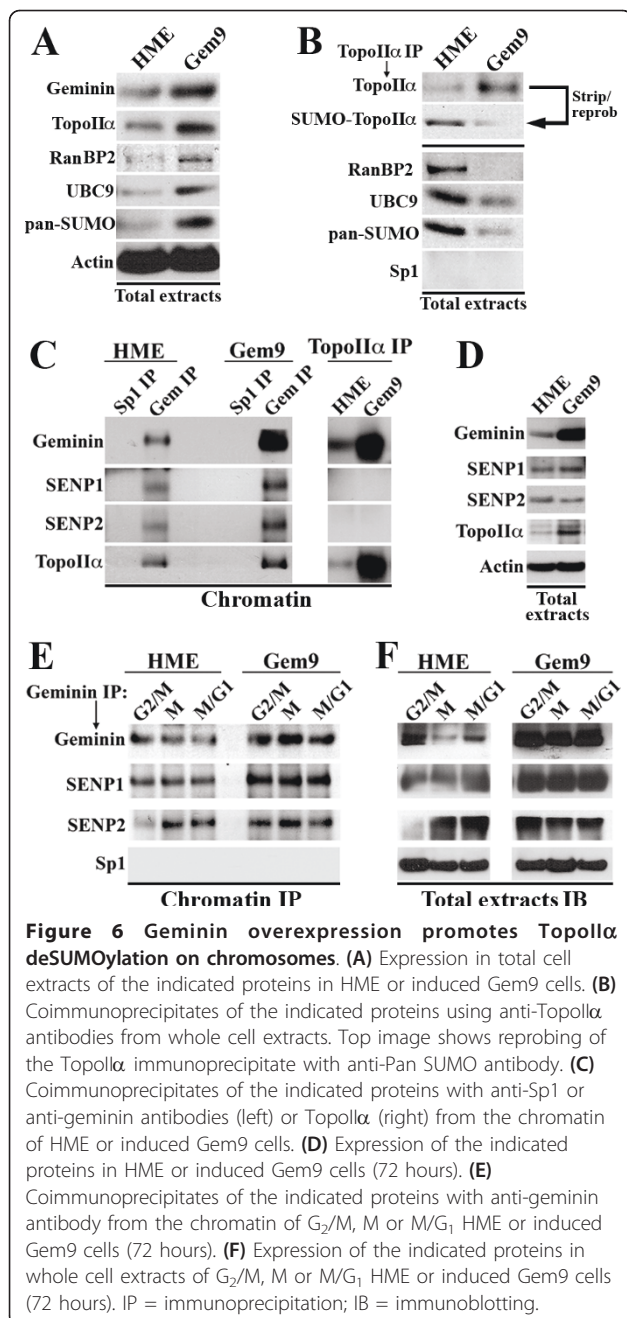 A
HME Gem9
Geminin
TopoIIα
RanBP2
UBC9
pan-SUMO
Actin
Total extracts
B
HME Gem9
TopoIIα IP
TopoIIα
SUMO-TopoIIα
Strip/
reprob
RanBP2
UBC9
pan-SUMO
Sp1
Total extracts
C
HME Gem9 TopoIIα IP
Sp1 IP Gem IP Sp1 IP Gem IP HME Gem9
Geminin
SENP1
SENP2
TopoIIα
Chromatin
D
HME Gem9
Geminin
SENP1
SENP2
TopoIIα
Actin
Total
extracts
E
HME Gem9
Geminin IP:
G2/M M M/G1 G2/M M M/G1
Geminin
SENP1
SENP2
Sp1
Chromatin IP
F
HME Gem9
G2/M M M/G1 G2/M M M/G1
Total extracts IB
Figure 6 Geminin overexpression promotes TopoIIα
deSUMOylation on chromosomes. (A) Expression in total cell
extracts of the indicated proteins in HME or induced Gem9 cells. (B)
Coimmunoprecipitates of the indicated proteins using anti-TopoIIα
antibodies from whole cell extracts. Top image shows reprobing of
the TopoIIα immunoprecipitate with anti-Pan SUMO antibody. (C)
Coimmunoprecipitates of the indicated proteins with anti-Sp1 or
anti-geminin antibodies (left) or TopoIIα (right) from the chromatin
of HME or induced Gem9 cells. (D) Expression of the indicated
proteins in HME or induced Gem9 cells (72 hours). (E)
Coimmunoprecipitates of the indicated proteins with anti-geminin
antibody from the chromatin of G₂/M, M or M/G₁ HME or induced
Gem9 cells (72 hours). (F) Expression of the indicated proteins in
whole cell extracts of G₂/M, M or M/G₁ HME or induced Gem9 cells
(72 hours). IP = immunoprecipitation; IB = immunoblotting.